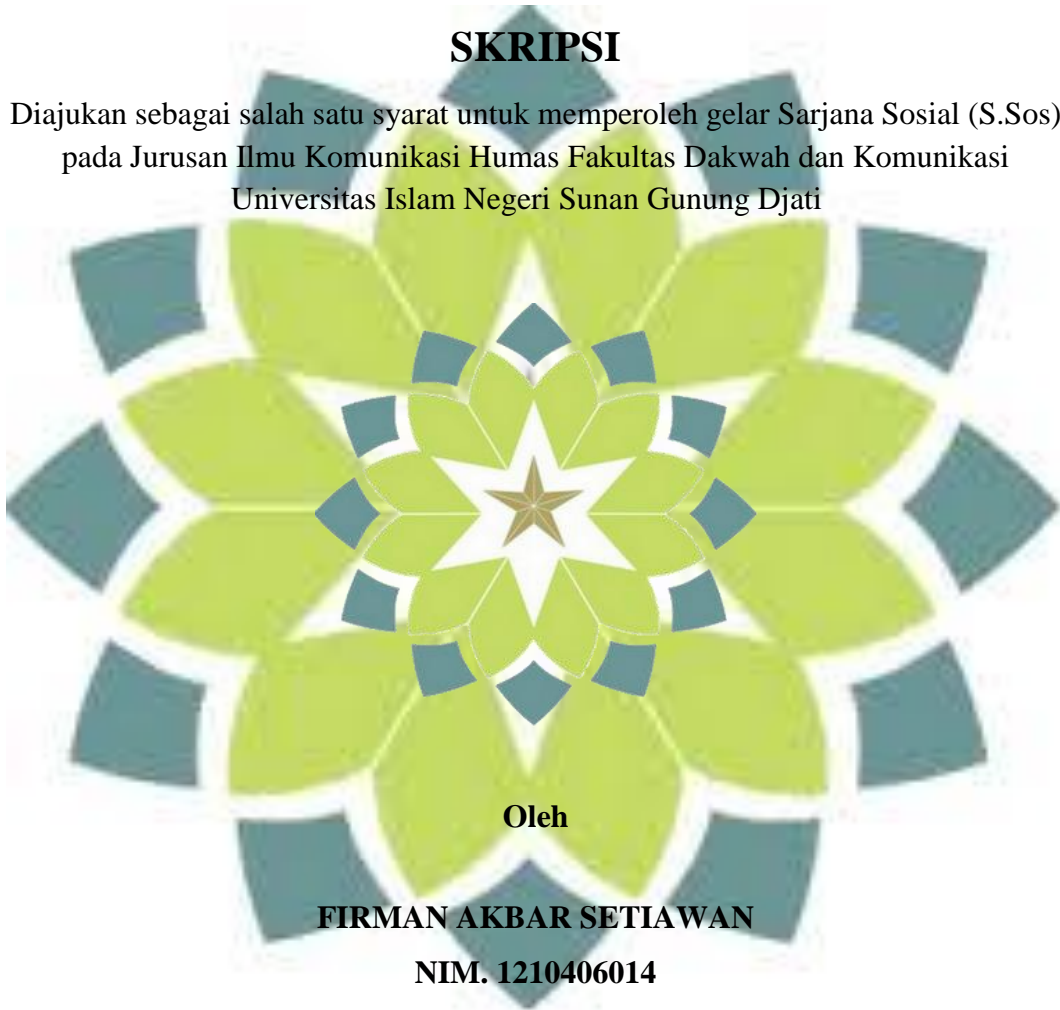 SKRIPSI
Diajukan sebagai salah satu syarat untuk memperoleh gelar Sarjana Sosial (S.Sos)
pada Jurusan Ilmu Komunikasi Humas Fakultas Dakwah dan Komunikasi
Universitas Islam Negeri Sunan Gunung Djati
Oleh
FIRMAN AKBAR SETIAWAN
NIM. 1210406014